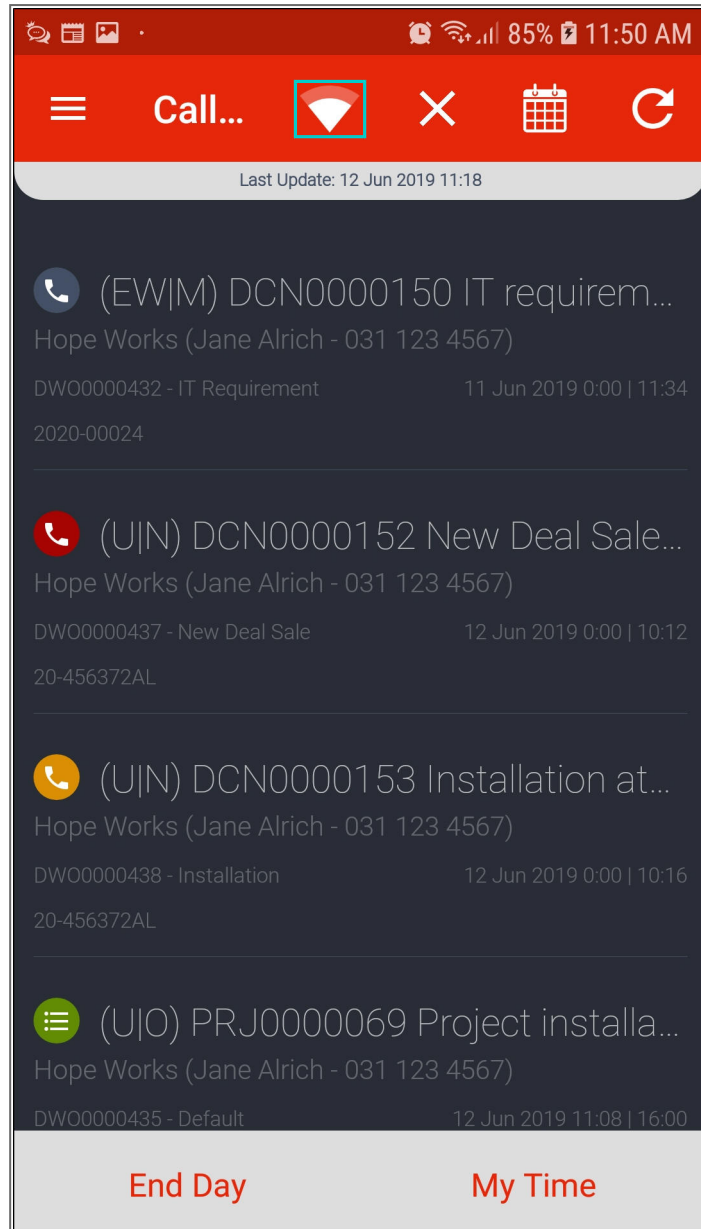 85% 11:50 AM
Call...
Last Update: 12 Jun 2019 11:18
(EW|M) DCN0000150 IT requirem...
Hope Works (Jane Alrich - 031 123 4567)
DWO0000432 - IT Requirement 11 Jun 2019 0:00 | 11:34
2020-00024
(U|N) DCN0000152 New Deal Sale...
Hope Works (Jane Alrich - 031 123 4567)
DWO0000437 - New Deal Sale 12 Jun 2019 0:00 | 10:12
20-456372AL
(U|N) DCN0000153 Installation at...
Hope Works (Jane Alrich - 031 123 4567)
DWO0000438 - Installation 12 Jun 2019 0:00 | 10:16
20-456372AL
(U|O) PRJ0000069 Project installa...
Hope Works (Jane Alrich - 031 123 4567)
DWO0000435 - Default 12 Jun 2019 11:08 | 16:00
End Day My Time